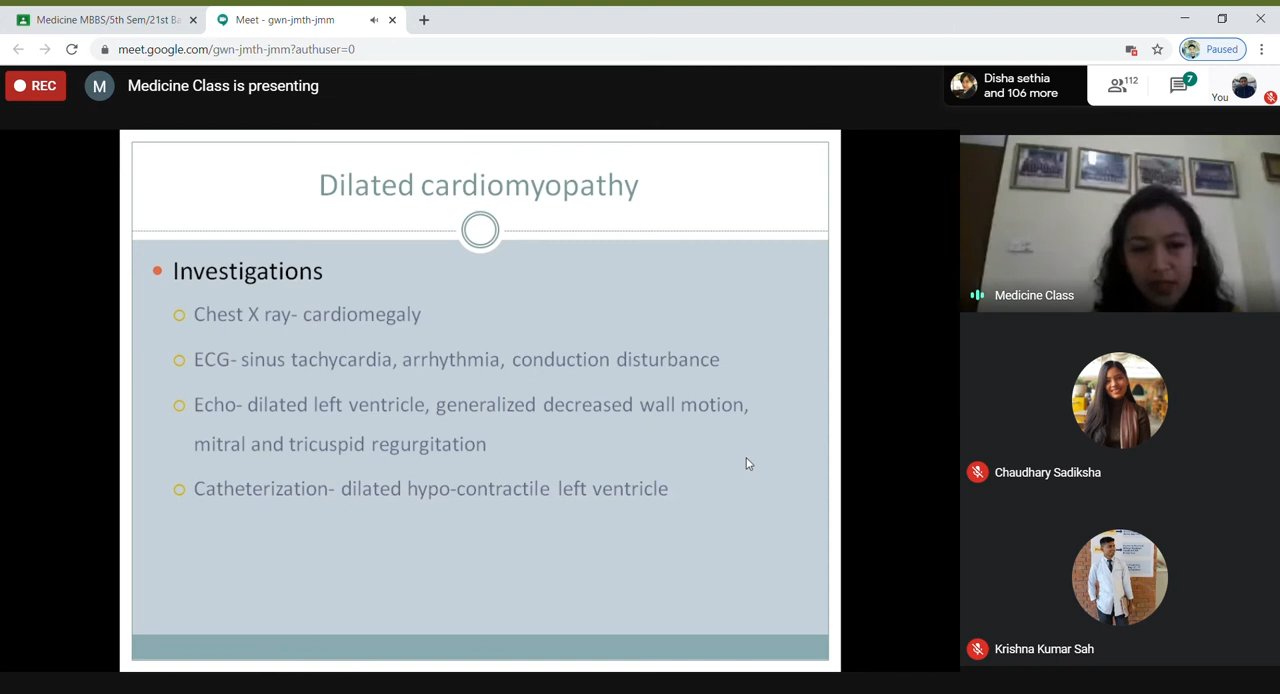 Medicine MBBS/5th Sem/21st Ba
Meet - gwn-jmth-jmm
meet.google.com/gwn-jmth-jmm?authuser=0
Paused
REC
M
Medicine Class is presenting
Disha sethia
and 106 more
112
7
You
Dilated cardiomyopathy
Investigations
Chest X ray- cardiomegaly
ECG- sinus tachycardia, arrhythmia, conduction disturbance
Echo- dilated left ventricle, generalized decreased wall motion,
mitral and tricuspid regurgitation
Catheterization- dilated hypo-contractile left ventricle
Medicine Class
Chaudhary Sadiksha
Krishna Kumar Sah